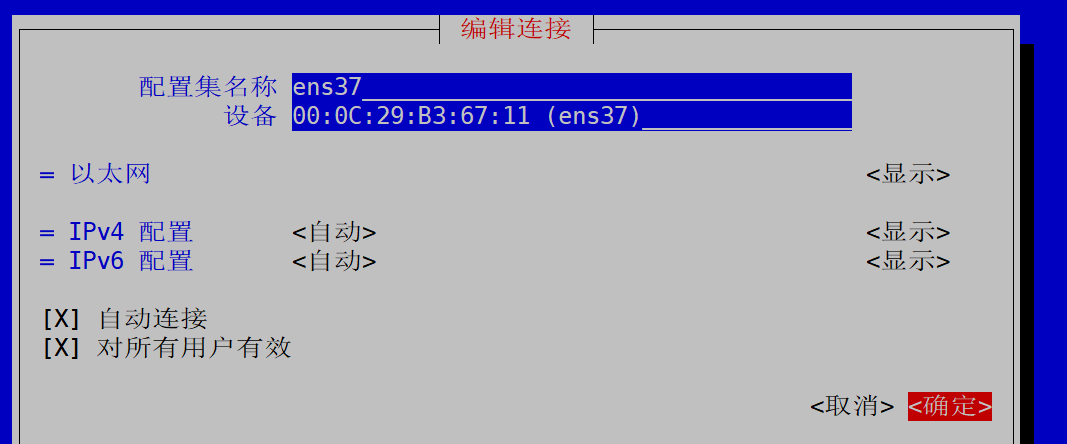 编辑连接
配置集名称 ens37
设备 00:0C:29:B3:67:11 (ens37)
= 以太网 <显示>
= IPv4 配置 <自动> <显示>
= IPv6 配置 <自动> <显示>
[X] 自动连接
[X] 对所有用户有效
<取消> <确定>